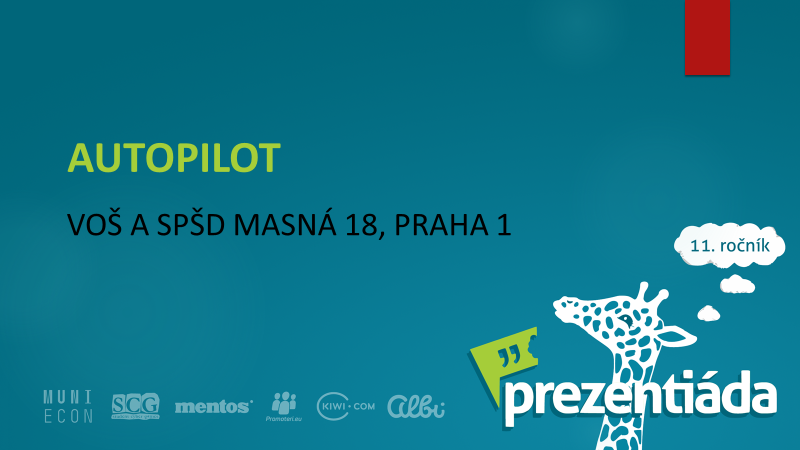 AUTOPILOT
VOŠ A SPŠD MASNÁ 18, PRAHA 1
11. ročník
prezentiáda
MUNI
ECON
SCG
mentos
Promoteri.eu
KIWI.COM
albi